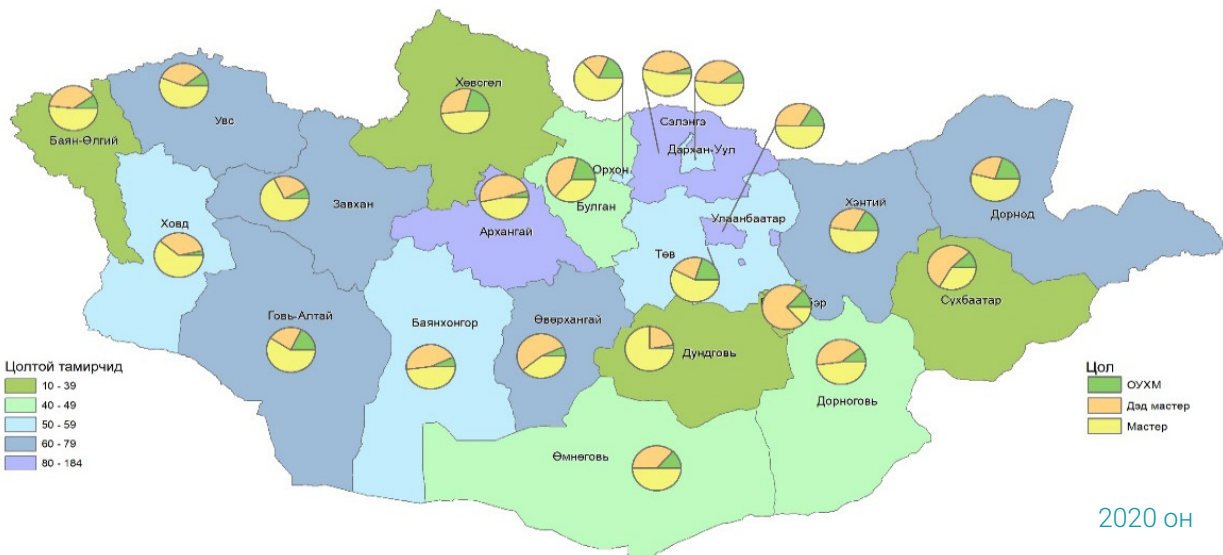 Хөвсгөл
Увс
Баян-Өлгий
Сэлэнгэ
Дархан-Уул
Орхон
Булган
Завхан
Ховд
Архангай
Улаанбаатар
Хэнтий
Дорнод
Төв
Сүхбаатар
Говь-Алтай
Баянхонгор
Өвөрхангай
Дундговь
Дорноговь
Өмнөговь
Цолтой тамирчид
10 - 39
40 - 49
50 - 59
60 - 79
80 - 184
Цол
ОУХМ
Дэд мастер
Мастер
2020 он